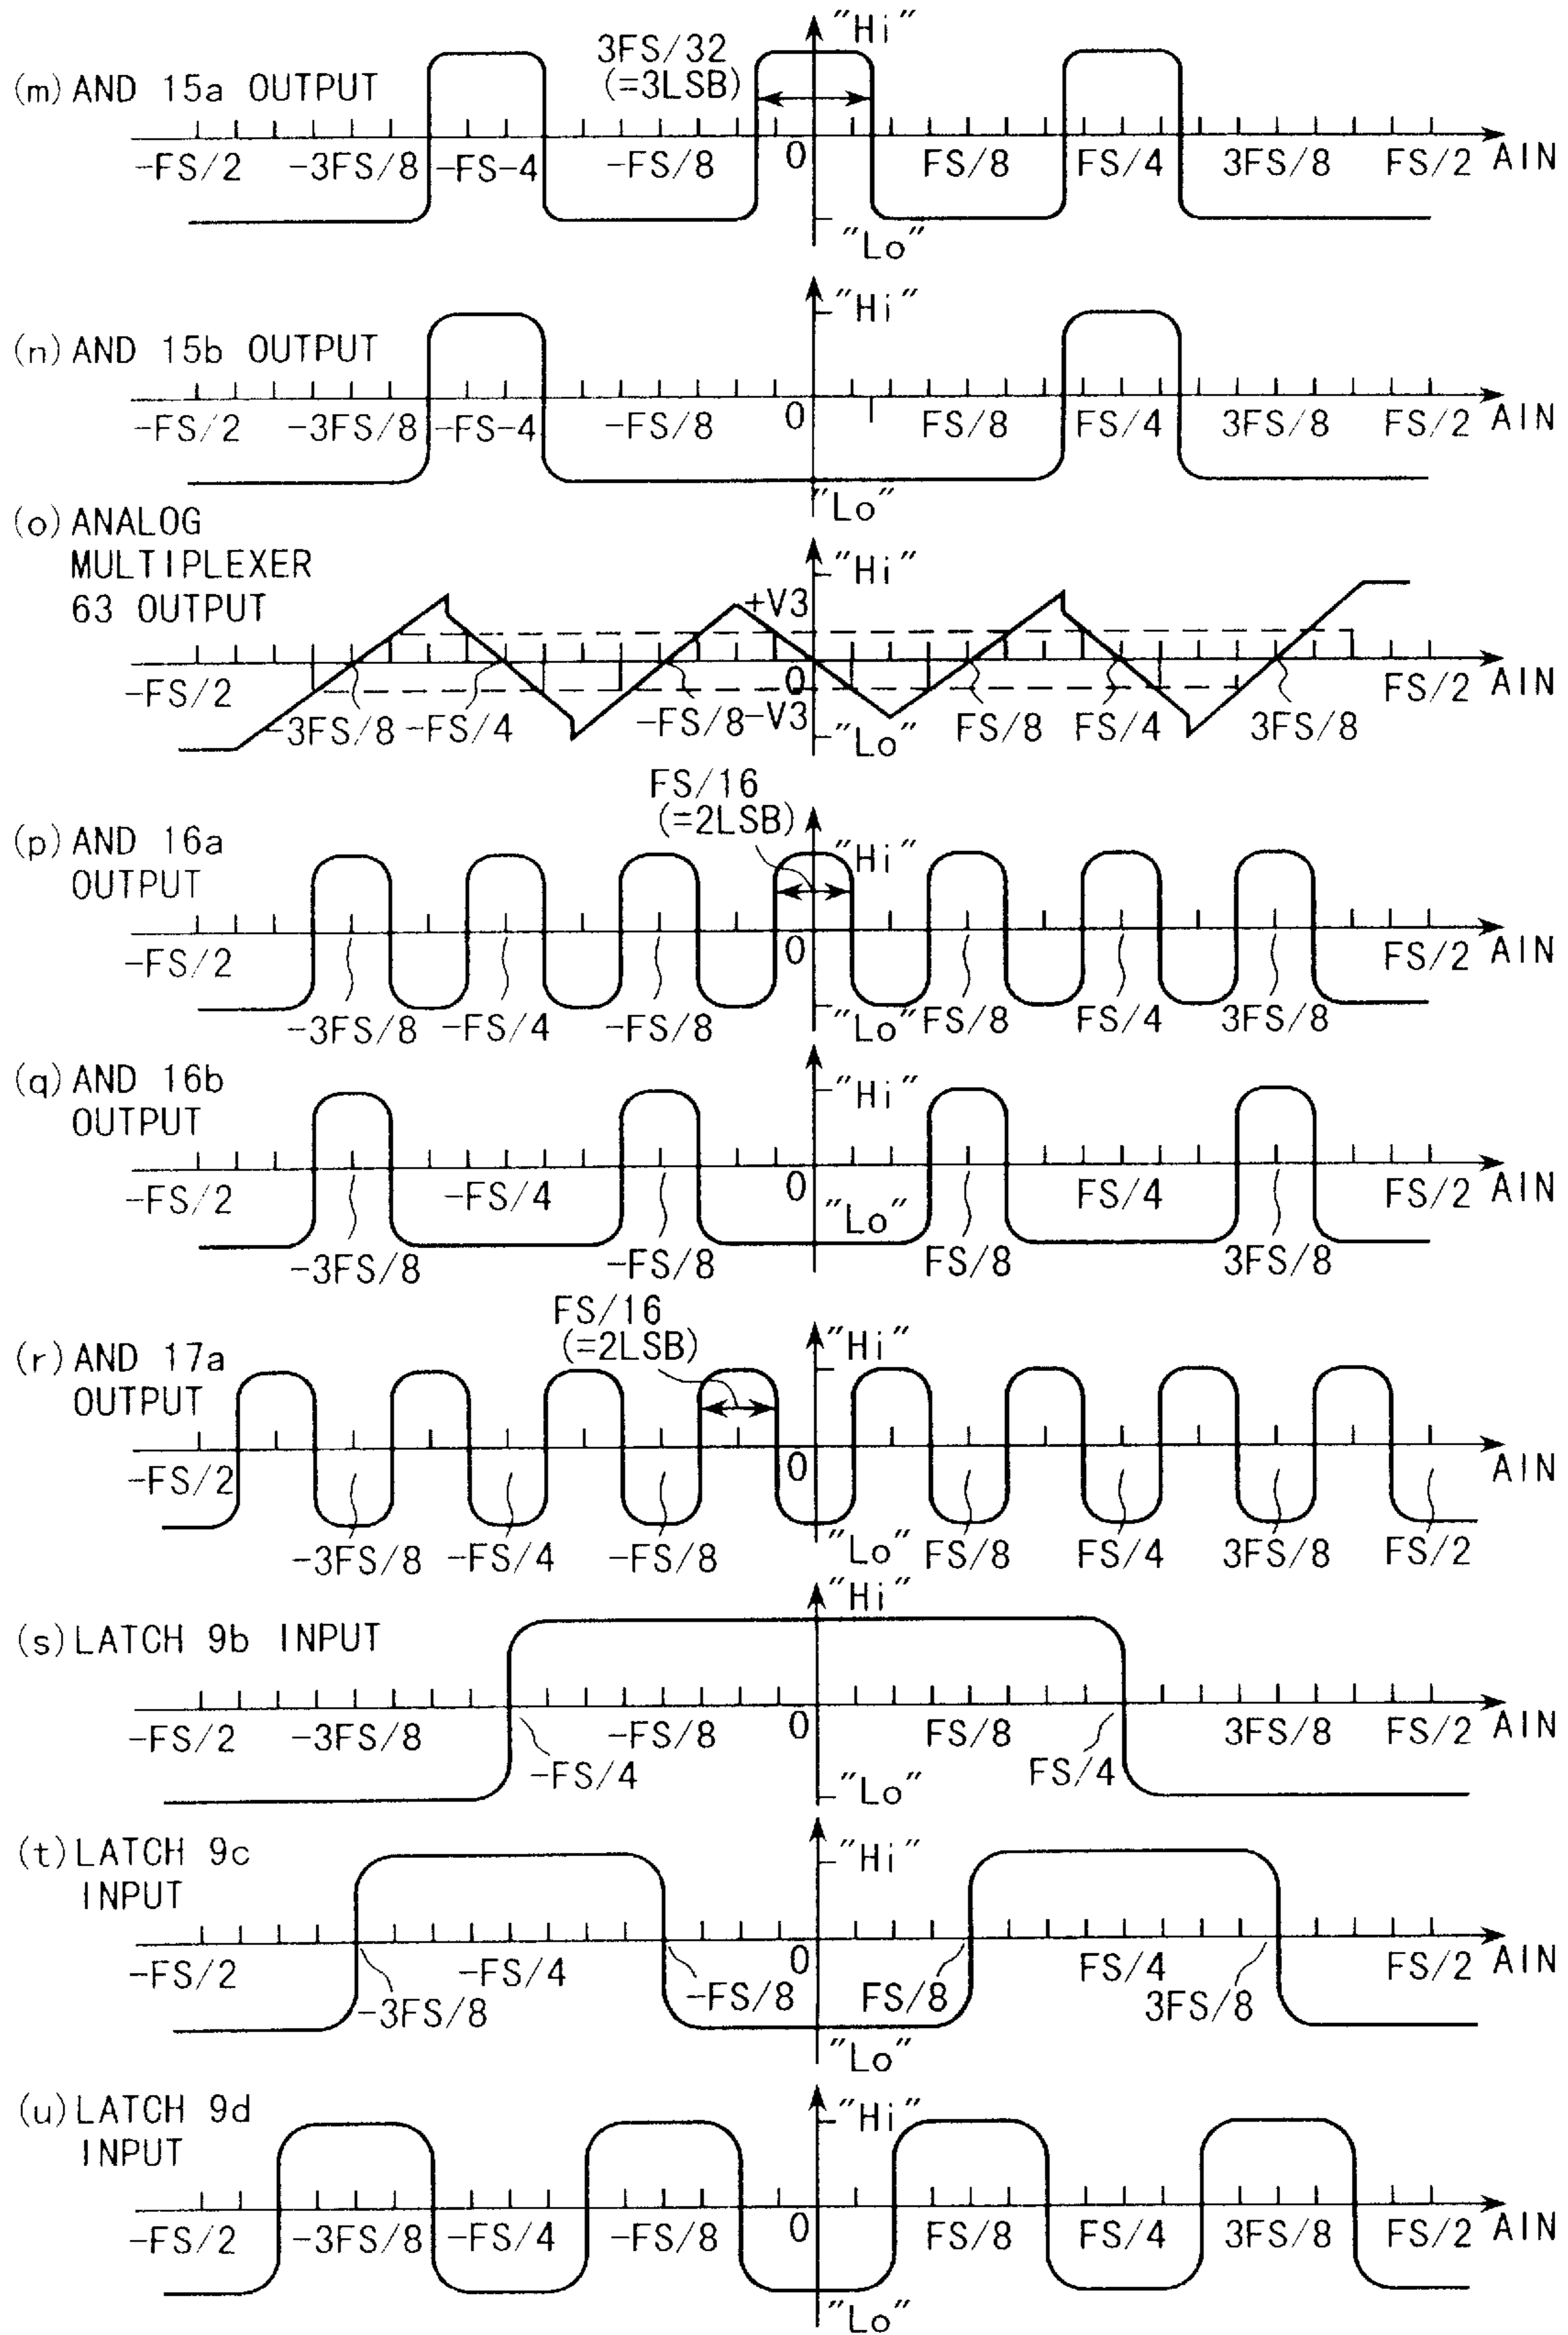 (m) AND 15a OUTPUT
3FS/32
(=3LSB)
"Hi"
-FS/2 -3FS/8 -FS-4 -FS/8 0 FS/8 FS/4 3FS/8 FS/2 AIN
"Lo"
(n) AND 15b OUTPUT
"Hi"
-FS/2 -3FS/8 -FS-4 -FS/8 0 FS/8 FS/4 3FS/8 FS/2 AIN
"Lo"
(o) ANALOG
MULTIPLEXER
63 OUTPUT
"Hi"
+V3
-FS/2 0 FS/2 AIN
-3FS/8 -FS/4 -FS/8 -V3 "Lo" FS/8 FS/4 3FS/8
(p) AND 16a
OUTPUT
FS/16
(=2LSB)
"Hi"
-FS/2 0 FS/2 AIN
-3FS/8 -FS/4 -FS/8 "Lo" FS/8 FS/4 3FS/8
(q) AND 16b
OUTPUT
"Hi"
-FS/2 -FS/4 0 FS/4 FS/2 AIN
"Lo"
-3FS/8 -FS/8 FS/8 3FS/8
(r) AND 17a
OUTPUT
FS/16
(=2LSB)
"Hi"
-FS/2 0 AIN
-3FS/8 -FS/4 -FS/8 "Lo" FS/8 FS/4 3FS/8 FS/2
(s) LATCH 9b INPUT
"Hi"
-FS/2 -3FS/8 -FS/8 0 FS/8 3FS/8 FS/2 AIN
-FS/4 FS/4
"Lo"
(t) LATCH 9c
INPUT
"Hi"
-FS/2 -FS/4 0 FS/4 FS/2 AIN
-3FS/8 -FS/8 FS/8 3FS/8
"Lo"
(u) LATCH 9d
INPUT
"Hi"
-FS/2 -3FS/8 -FS/4 -FS/8 0 FS/8 FS/4 3FS/8 FS/2 AIN
"Lo"